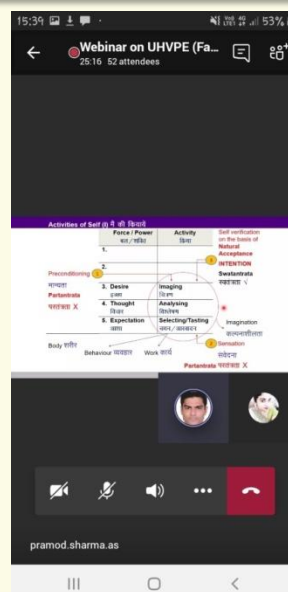 15:39
53%
Webinar on UHVPE (Fa...
25:16 52 attendees
Activities of Self (I) में की क्रियायें
Force / Power
बल / शक्ति
Activity
क्रिया
Self verification
on the basis of
Natural
Acceptance
1.
2.
INTENTION
Swatantrata
स्वतंत्रता √
Preconditioning
मान्यता
Partantrata
परतंत्रता X
3. Desire
इच्छा
Imaging
चित्रण
4. Thought
विचार
Analysing
विश्लेषण
5. Expectation
आशा
Selecting/Tasting
चयन / आस्वादन
Imagination
कल्पनाशीलता
Body शरीर
Behaviour व्यवहार
Work कार्य
Sensation
संवेदना
Partantrata परतंत्रता X
pramod.sharma.as